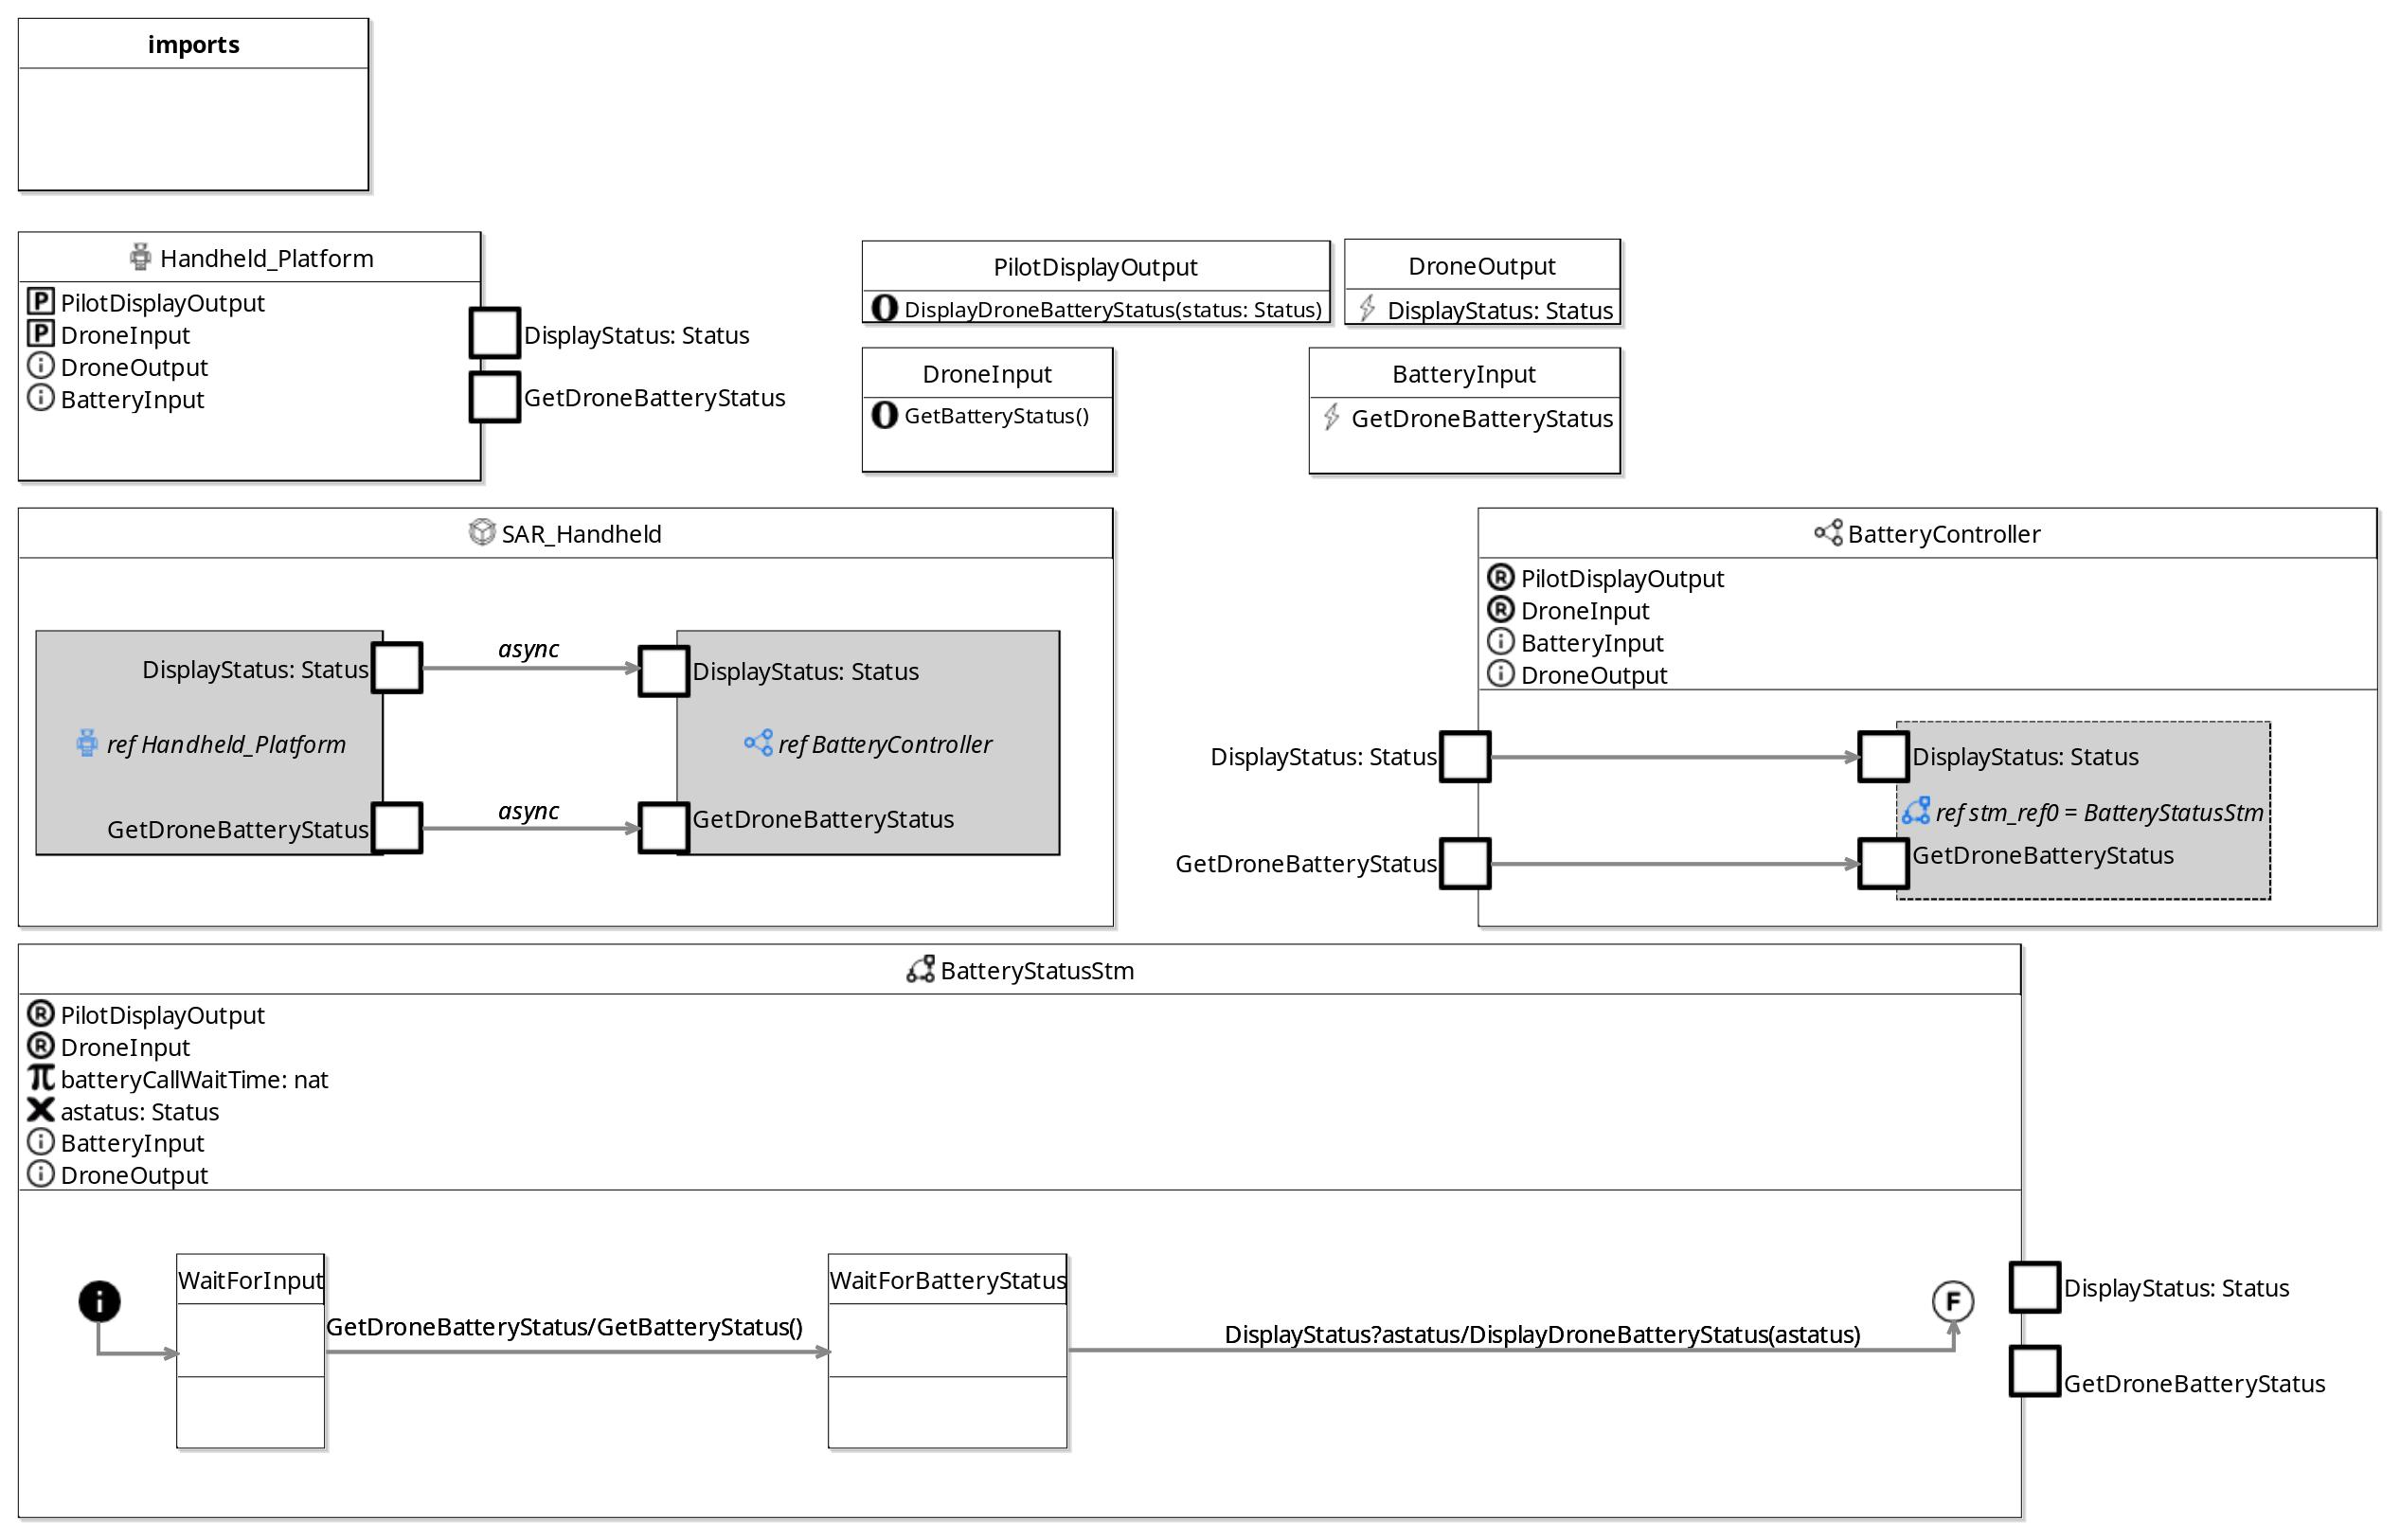 imports
Handheld_Platform
P PilotDisplayOutput
P DroneInput
i DroneOutput
i BatteryInput
DisplayStatus: Status
GetDroneBatteryStatus
PilotDisplayOutput
O DisplayDroneBatteryStatus(status: Status)
DroneOutput
DisplayStatus: Status
DroneInput
O GetBatteryStatus()
BatteryInput
GetDroneBatteryStatus
SAR_Handheld
DisplayStatus: Status
async
DisplayStatus: Status
ref Handheld_Platform
ref BatteryController
GetDroneBatteryStatus
async
GetDroneBatteryStatus
BatteryController
R PilotDisplayOutput
R DroneInput
i BatteryInput
i DroneOutput
DisplayStatus: Status
DisplayStatus: Status
ref stm_ref0 = BatteryStatusStm
GetDroneBatteryStatus
GetDroneBatteryStatus
BatteryStatusStm
R PilotDisplayOutput
R DroneInput
π batteryCallWaitTime: nat
X astatus: Status
i BatteryInput
i DroneOutput
i
WaitForInput
GetDroneBatteryStatus/GetBatteryStatus()
WaitForBatteryStatus
DisplayStatus?astatus/DisplayDroneBatteryStatus(astatus)
F
DisplayStatus: Status
GetDroneBatteryStatus